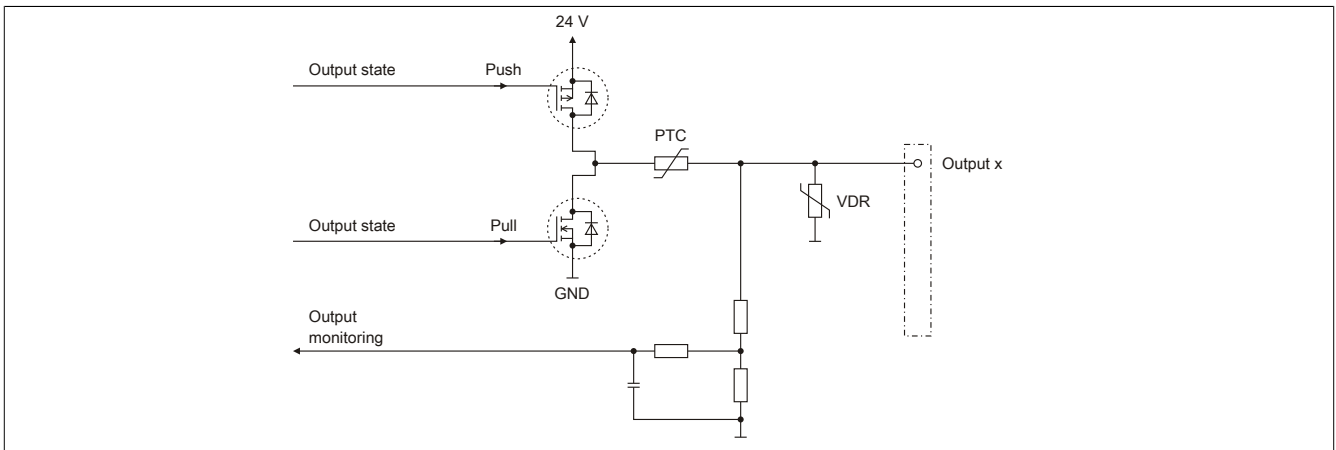 24 V
Output state
Push
PTC
Output x
VDR
Output state
Pull
GND
Output
monitoring